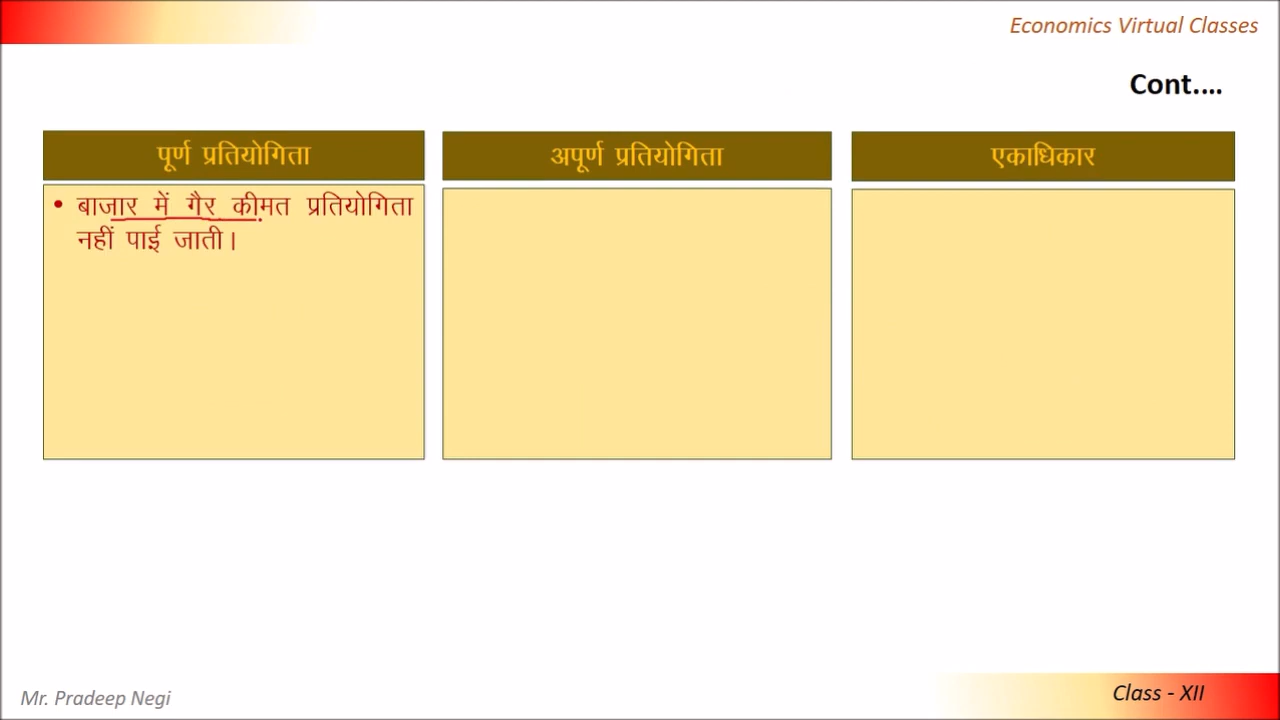 Economics Virtual Classes
Cont....
पूर्ण प्रतियोगिता
अपूर्ण प्रतियोगिता
एकाधिकार
• बाजार में गैर कीमत प्रतियोगिता
नहीं पाई जाती।
Mr. Pradeep Negi
Class - XII